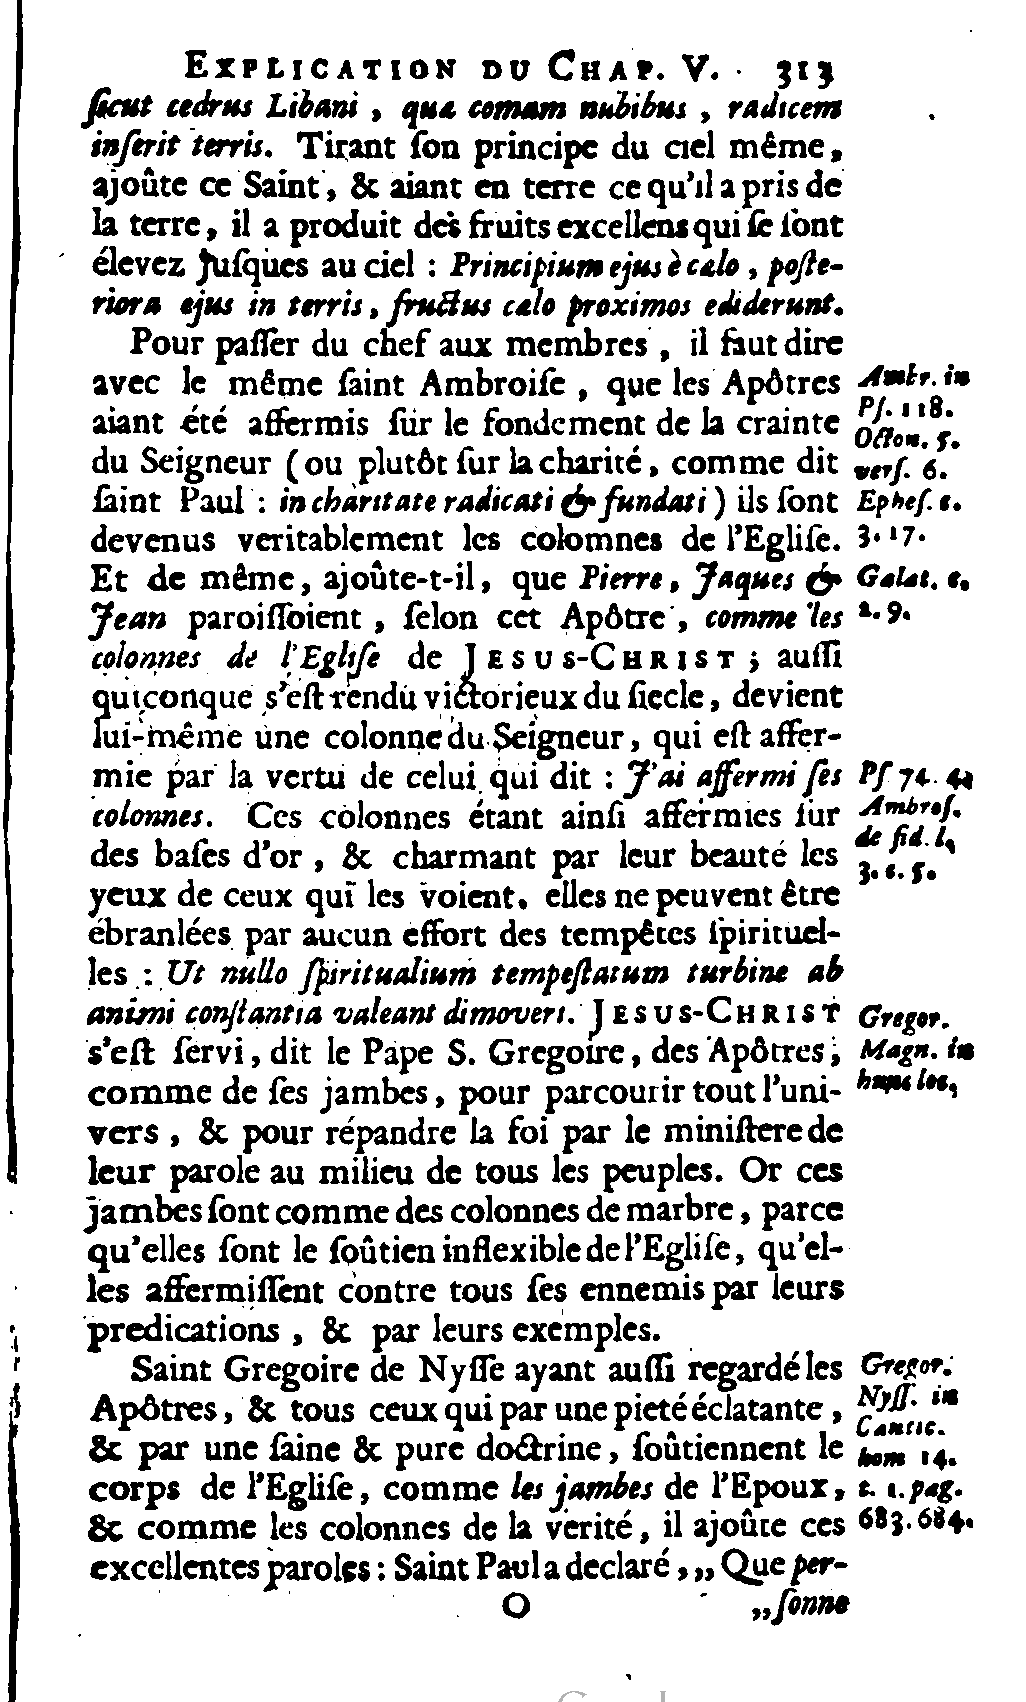 EXPLICATION DU CHAP. V. 313
ſicut cedrus Libani, quæ comam nubibus, radicem
inſerit terris. Tirant ſon principe du ciel même,
ajoûte ce Saint, & aiant en terre ce qu'il a pris de
la terre, il a produit des fruits excellens qui ſe ſont
élevez juſques au ciel : Principium ejus è cælo, poſte-
riora ejus in terris, fructus cælo proximos ediderunt.
Pour paſſer du chef aux membres, il faut dire
avec le même ſaint Ambroiſe, que les Apôtres
aiant été affermis ſur le fondement de la crainte
du Seigneur (ou plutôt ſur la charité, comme dit
ſaint Paul : in charitate radicati & fundati) ils ſont
devenus veritablement les colomnes de l'Egliſe.
Et de même, ajoûte-t-il, que Pierre, Jaques &
Jean paroiſſoient, ſelon cet Apôtre, comme les
colonnes de l'Egliſe de JESUS-CHRIST ; auſſi
quiconque s'eſt rendu victorieux du ſiecle, devient
lui-même une colonne du Seigneur, qui eſt affer-
mie par la vertu de celui qui dit : J'ai affermi ſes
colonnes. Ces colonnes étant ainſi affermies ſur
des baſes d'or, & charmant par leur beauté les
yeux de ceux qui les voient, elles ne peuvent être
ébranlées par aucun effort des tempêtes ſpirituel-
les : Ut nullo ſpiritualium tempeſtatum turbine ab
animi conſtantia valeant dimoveri. JESUS-CHRIST
s'eſt ſervi, dit le Pape S. Gregoire, des Apôtres,
comme de ſes jambes, pour parcourir tout l'uni-
vers, & pour répandre la foi par le miniſtere de
leur parole au milieu de tous les peuples. Or ces
jambes ſont comme des colonnes de marbre, parce
qu'elles ſont le ſoûtien inflexible de l'Egliſe, qu'el-
les affermiſſent contre tous ſes ennemis par leurs
predications, & par leurs exemples.
Saint Gregoire de Nyſſe ayant auſſi regardé les
Apôtres, & tous ceux qui par une pieté éclatante,
& par une ſaine & pure doctrine, ſoûtiennent le
corps de l'Egliſe, comme les jambes de l'Epoux,
& comme les colonnes de la verité, il ajoûte ces
excellentes paroles : Saint Paul a declaré, „ Que per-
O „ſonne
Ambr. in
Pſ. 118.
Octon. 5.
verſ. 6.
Epheſ. c.
3. 17.
Galat. c.
2. 9.
Pſ 74. 4.
Ambroſ.
de fid. l.
3. c. 5.
Gregor.
Magn. in
hunc loc.
Gregor.
Nyſſ. in
Cantic.
hom 14.
t. 1. pag.
683. 684.